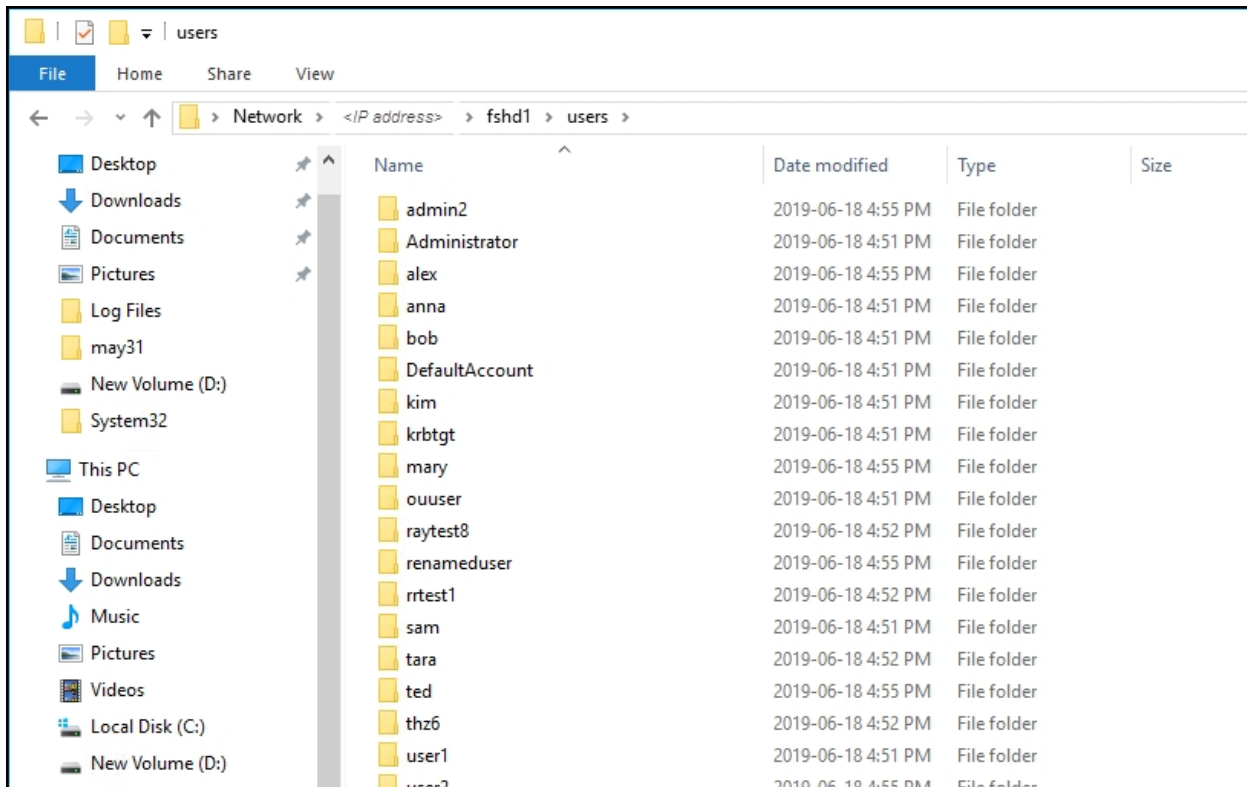 users
File Home Share View
Network > <IP address> > fshd1 > users >
Desktop
Downloads
Documents
Pictures
Log Files
may31
New Volume (D:)
System32
This PC
Desktop
Documents
Downloads
Music
Pictures
Videos
Local Disk (C:)
New Volume (D:)
Name Date modified Type Size
admin2 2019-06-18 4:55 PM File folder
Administrator 2019-06-18 4:51 PM File folder
alex 2019-06-18 4:55 PM File folder
anna 2019-06-18 4:51 PM File folder
bob 2019-06-18 4:51 PM File folder
DefaultAccount 2019-06-18 4:51 PM File folder
kim 2019-06-18 4:51 PM File folder
krbtgt 2019-06-18 4:51 PM File folder
mary 2019-06-18 4:55 PM File folder
ouuser 2019-06-18 4:51 PM File folder
raytest8 2019-06-18 4:52 PM File folder
renameduser 2019-06-18 4:55 PM File folder
rrtest1 2019-06-18 4:52 PM File folder
sam 2019-06-18 4:51 PM File folder
tara 2019-06-18 4:52 PM File folder
ted 2019-06-18 4:55 PM File folder
thz6 2019-06-18 4:52 PM File folder
user1 2019-06-18 4:51 PM File folder
user2 2019-06-18 4:55 PM File folder